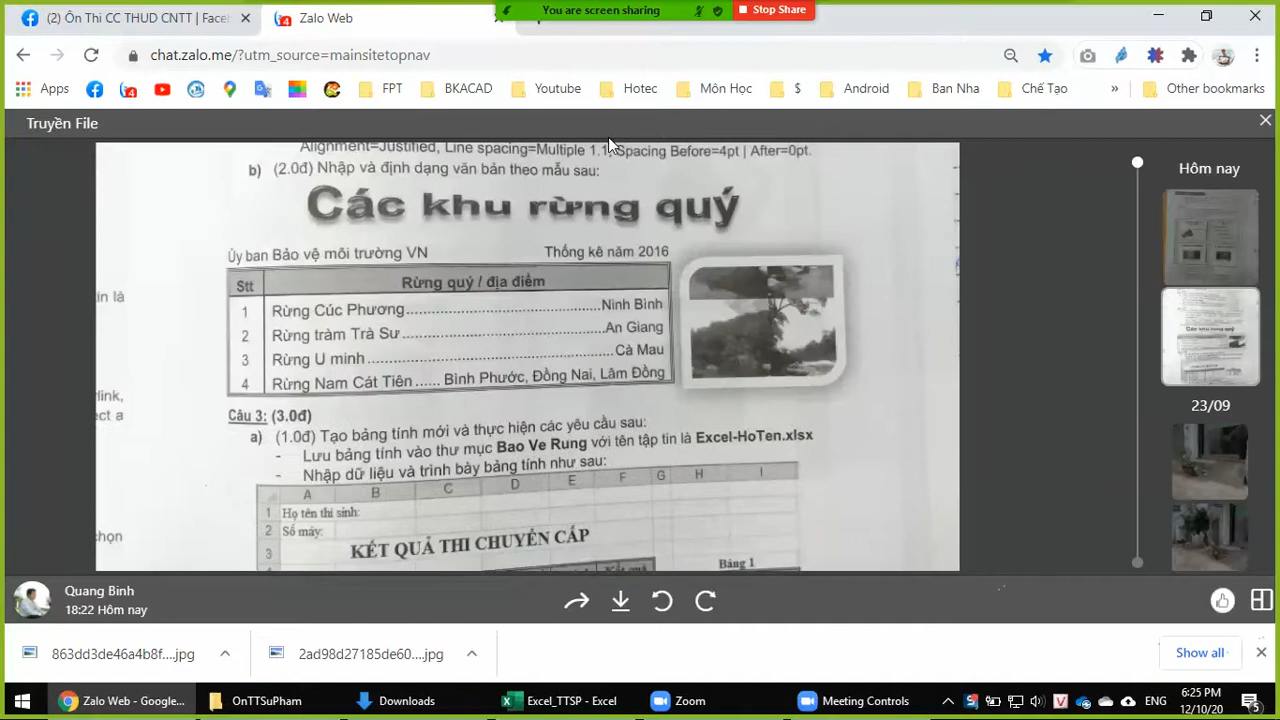 (2) Ôn Thi CC THUD CNTT | Face
Zalo Web
You are screen sharing
Stop Share
chat.zalo.me/?utm_source=mainsitetopnav
Apps
FPT
BKACAD
Youtube
Hotec
Môn Học
$
Android
Ban Nha
Chế Tạo
»
Other bookmarks
Truyền File
Alignment=Justified, Line spacing=Multiple 1.1, Spacing Before=4pt | After=0pt.
b) (2.0đ) Nhập và định dạng văn bản theo mẫu sau:
Các khu rừng quý
Ủy ban Bảo vệ môi trường VN Thống kê năm 2016
Stt Rừng quý / địa điểm
1 Rừng Cúc Phương..................................................Ninh Bình
2 Rừng tràm Trà Sư....................................................An Giang
3 Rừng U minh................................................................Cà Mau
4 Rừng Nam Cát Tiên...... Bình Phước, Đồng Nai, Lâm Đồng
Câu 3: (3.0đ)
a) (1.0đ) Tạo bảng tính mới và thực hiện các yêu cầu sau:
- Lưu bảng tính vào thư mục Bao Ve Rung với tên tập tin là Excel-HoTen.xlsx
- Nhập dữ liệu và trình bày bảng tính như sau:
A B C D E F G H I
1 Họ tên thí sinh:
2 Số máy:
3 KẾT QUẢ THI CHUYỂN CẤP
Bảng 1
in là
rlink,
ct a
họn
Hôm nay
23/09
Quang Binh
18:22 Hôm nay
863dd3de46a4b8f....jpg
2ad98d27185de60....jpg
Show all
Zalo Web - Google...
OnTTSuPham
Downloads
Excel_TTSP - Excel
Zoom
Meeting Controls
ENG
6:25 PM
12/10/20
5